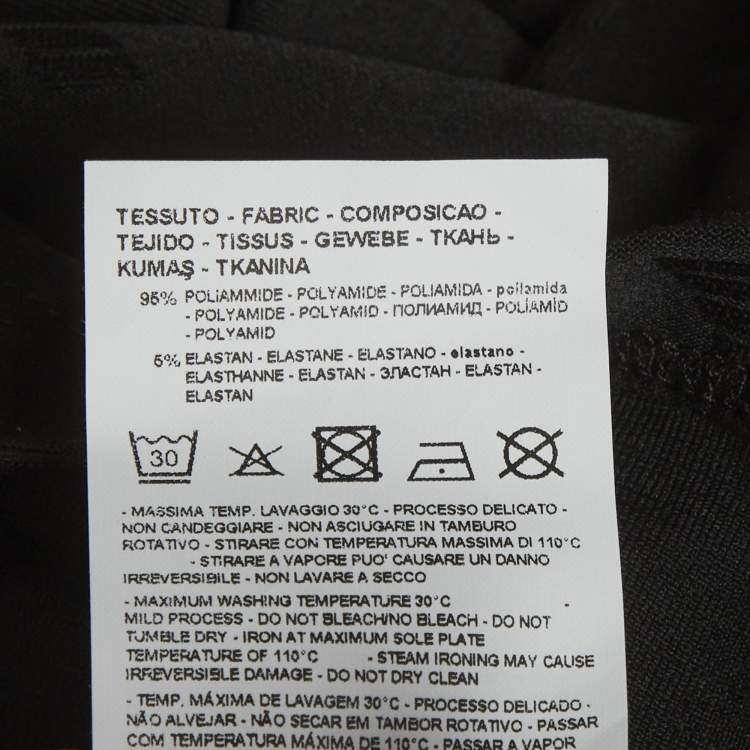 TESSUTO - FABRIC - COMPOSICAO -
TEJIDO - TISSUS - GEWEBE - ТКАНЬ -
KUMAŞ - TKANINA
95% POLIAMMIDE - POLYAMIDE - POLIAMIDA - poliamida
- POLYAMIDE - POLYAMID - ПОЛИАМИД - POLİAMİD
- POLYAMID
5% ELASTAN - ELASTANE - ELASTANO - elastano -
ELASTHANNE - ELASTAN - ЭЛАСТАН - ELASTAN -
ELASTAN
30
- MASSIMA TEMP. LAVAGGIO 30°C - PROCESSO DELICATO -
NON CANDEGGIARE - NON ASCIUGARE IN TAMBURO
ROTATIVO - STIRARE CON TEMPERATURA MASSIMA DI 110°C
- STIRARE A VAPORE PUO' CAUSARE UN DANNO
IRREVERSIBILE - NON LAVARE A SECCO
- MAXIMUM WASHING TEMPERATURE 30°C -
MILD PROCESS - DO NOT BLEACH/NO BLEACH - DO NOT
TUMBLE DRY - IRON AT MAXIMUM SOLE PLATE
TEMPERATURE OF 110°C - STEAM IRONING MAY CAUSE
IRREVERSIBLE DAMAGE - DO NOT DRY CLEAN
- TEMP. MÁXIMA DE LAVAGEM 30°C - PROCESSO DELICADO -
NÃO ALVEJAR - NÃO SECAR EM TAMBOR ROTATIVO - PASSAR
COM TEMPERATURA MÁXIMA DE 110°C - PASSAR A VAPOR